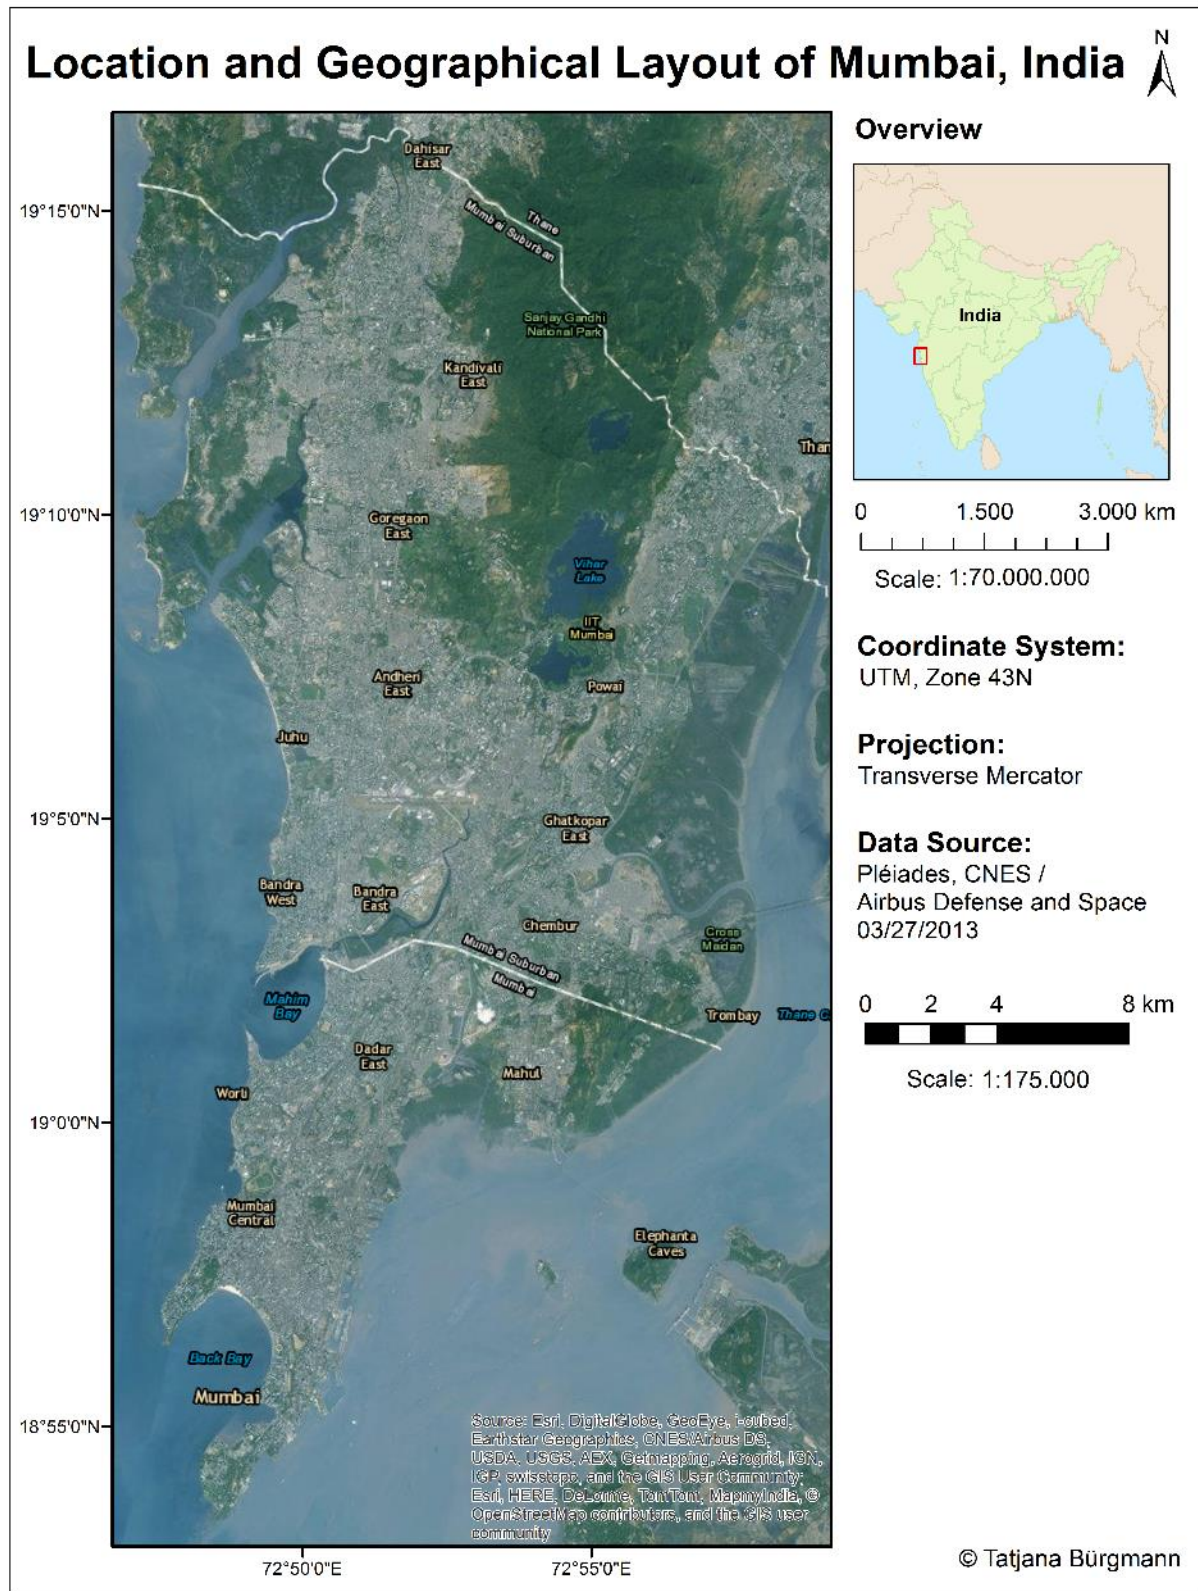 Location and Geographical Layout of Mumbai, India
N
Overview
India
0 1.500 3.000 km
Scale: 1:70.000.000
Coordinate System:
UTM, Zone 43N
Projection:
Transverse Mercator
Data Source:
Pléiades, CNES /
Airbus Defense and Space
03/27/2013
0 2 4 8 km
Scale: 1:175.000
19°15'0"N
19°10'0"N
19°5'0"N
19°0'0"N
18°55'0"N
72°50'0"E
72°55'0"E
Dahisar
East
Thane
Mumbai Suburban
Sanjay Gandhi
National Park
Kandivali
East
Than
Goregaon
East
Vihar
Lake
IIT
Mumbai
Andheri
East
Powai
Juhu
Ghatkopar
East
Bandra
West
Bandra
East
Chembur
Cross
Maidan
Mumbai Suburban
Mumbai
Mahim
Bay
Trombay
Thane C
Dadar
East
Mahul
Worli
Mumbai
Central
Elephanta
Caves
Back Bay
Mumbai
Source: Esri, DigitalGlobe, GeoEye, i-cubed,
Earthstar Geographics, CNES/Airbus DS,
USDA, USGS, AEX, Getmapping, Aerogrid, IGN,
IGP, swisstopo, and the GIS User Community
Esri, HERE, DeLorme, TomTom, MapmyIndia, ©
OpenStreetMap contributors, and the GIS user
community
© Tatjana Bürgmann